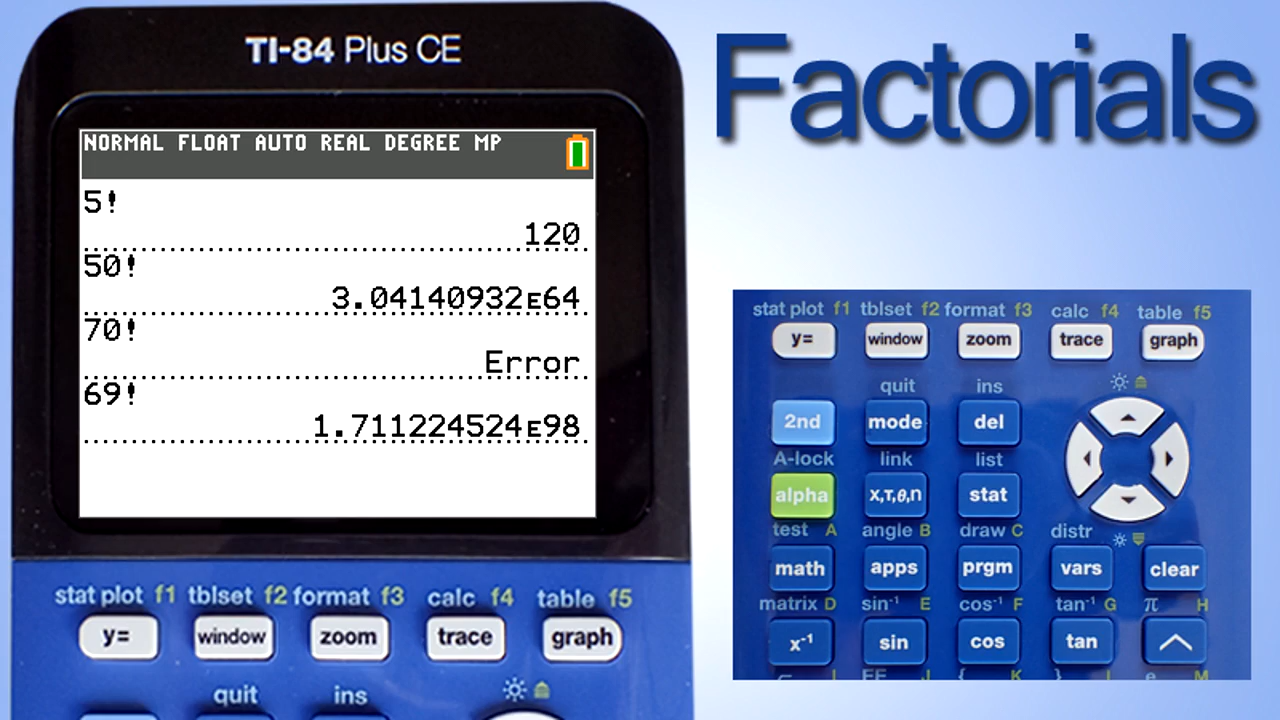 TI-84 Plus CE
NORMAL FLOAT AUTO REAL DEGREE MP
5!
120
50!
3.04140932E64
70!
Error
69!
1.711224524E98
stat plot f1 tblset f2 format f3 calc f4 table f5
y= window zoom trace graph
quit ins
Factorials
stat plot f1 tblset f2 format f3 calc f4 table f5
y= window zoom trace graph
quit ins
2nd mode del
A-lock link list
alpha X,T,θ,n stat
test A angle B draw C distr
math apps prgm vars clear
matrix D sin⁻¹ E cos⁻¹ F tan⁻¹ G π H
x⁻¹ sin cos tan ^